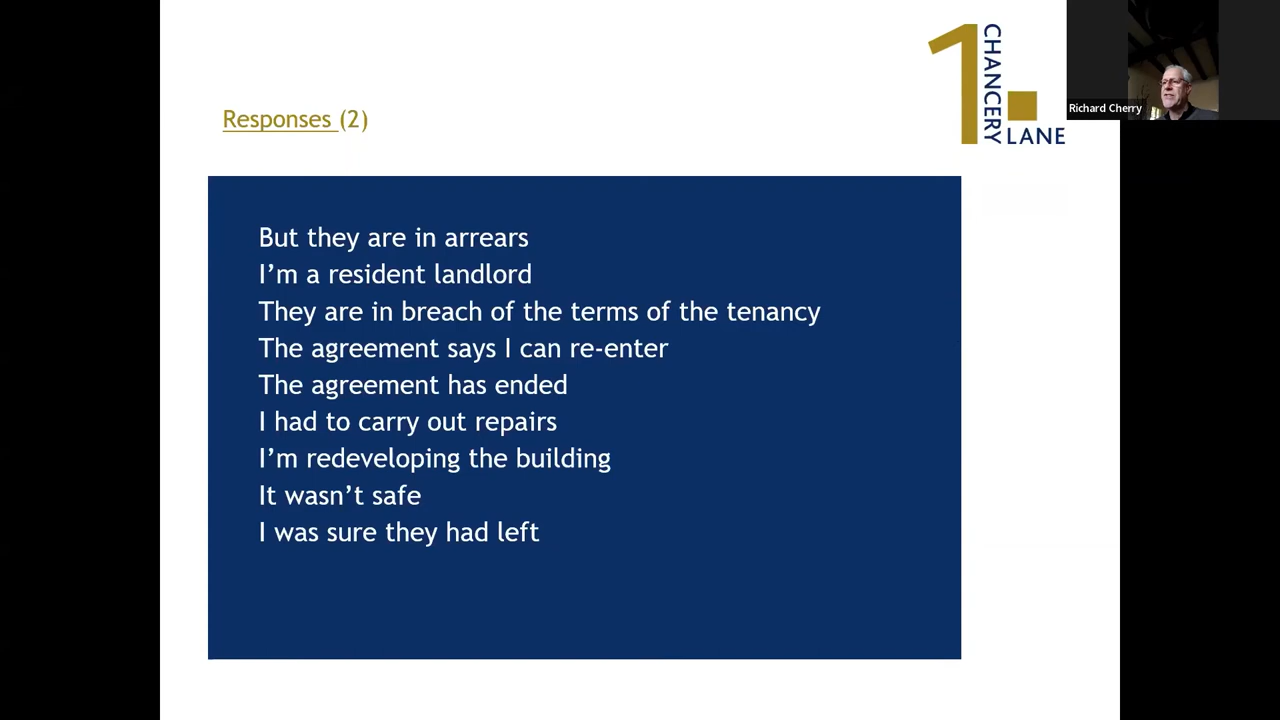 1 CHANCERY LANE
Richard Cherry
Responses (2)
But they are in arrears
I’m a resident landlord
They are in breach of the terms of the tenancy
The agreement says I can re-enter
The agreement has ended
I had to carry out repairs
I’m redeveloping the building
It wasn’t safe
I was sure they had left